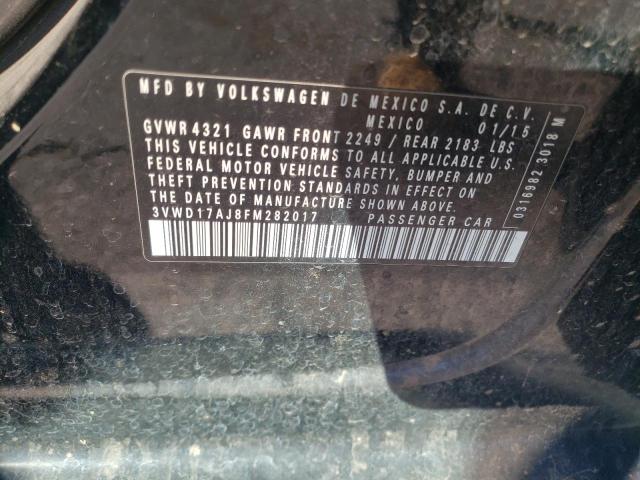 MFD BY VOLKSWAGEN DE MEXICO S.A. DE C.V.
MEXICO 01/15
GVWR 4321 GAWR FRONT 2249 / REAR 2183 LBS
THIS VEHICLE CONFORMS TO ALL APPLICABLE U.S.
FEDERAL MOTOR VEHICLE SAFETY, BUMPER AND
THEFT PREVENTION STANDARDS IN EFFECT ON
THE DATE OF MANUFACTURE SHOWN ABOVE.
3VWD17AJ8FM282017 PASSENGER CAR
0316982 3018 M